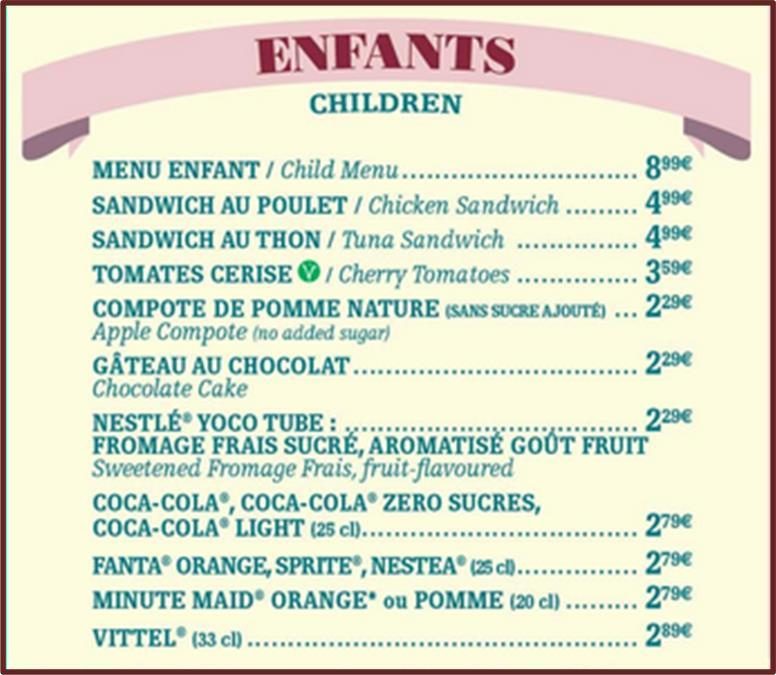 ENFANTS
CHILDREN
MENU ENFANT / Child Menu.............................. 8⁹⁹€
SANDWICH AU POULET / Chicken Sandwich ......... 4⁹⁹€
SANDWICH AU THON / Tuna Sandwich ............... 4⁹⁹€
TOMATES CERISE V / Cherry Tomatoes ............... 3⁵⁹€
COMPOTE DE POMME NATURE (SANS SUCRE AJOUTÉ) ... 2²⁹€
Apple Compote (no added sugar)
GÂTEAU AU CHOCOLAT.................................... 2²⁹€
Chocolate Cake
NESTLÉ® YOCO TUBE : ..................................... 2²⁹€
FROMAGE FRAIS SUCRÉ, AROMATISÉ GOÛT FRUIT
Sweetened Fromage Frais, fruit-flavoured
COCA-COLA®, COCA-COLA® ZERO SUCRES,
COCA-COLA® LIGHT (25 cl)................................... 2⁷⁹€
FANTA® ORANGE, SPRITE®, NESTEA® (25 cl)............... 2⁷⁹€
MINUTE MAID® ORANGE* ou POMME (20 cl) ......... 2⁷⁹€
VITTEL® (33 cl) ................................................. 2⁸⁹€